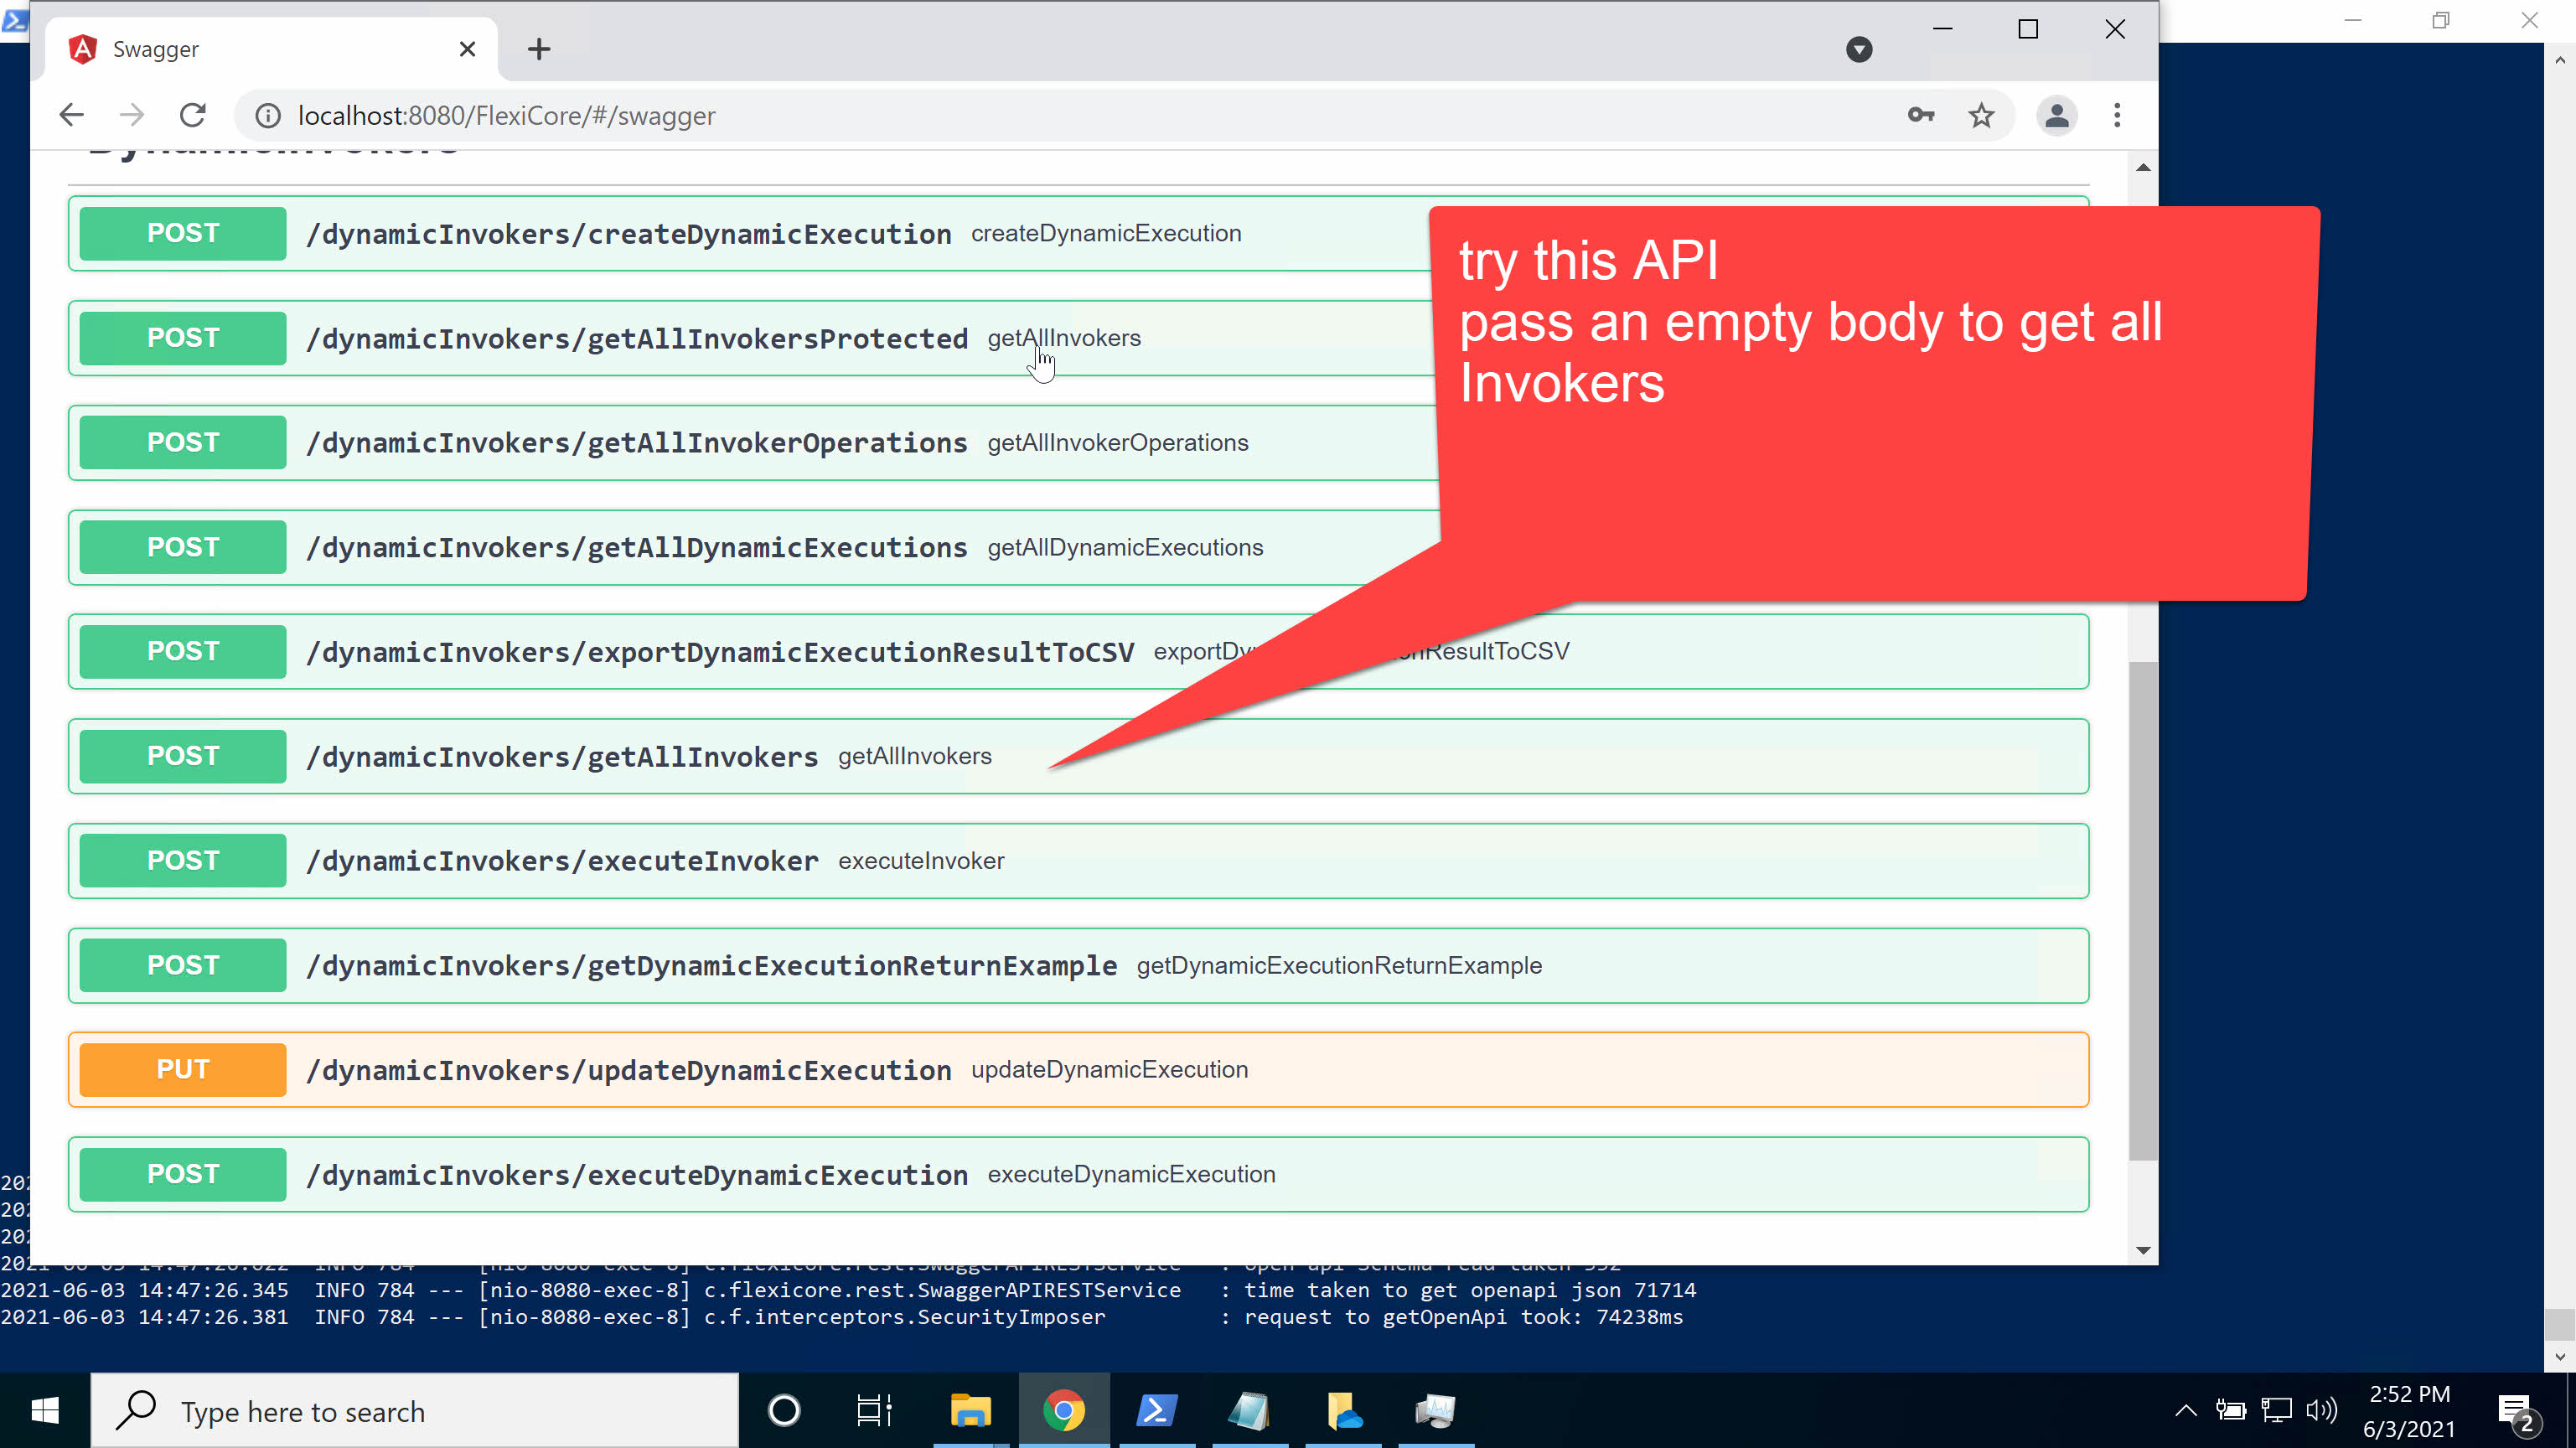 Swagger
localhost:8080/FlexiCore/#/swagger
DynamicInvokers
POST /dynamicInvokers/createDynamicExecution createDynamicExecution
POST /dynamicInvokers/getAllInvokersProtected getAllInvokers
POST /dynamicInvokers/getAllInvokerOperations getAllInvokerOperations
POST /dynamicInvokers/getAllDynamicExecutions getAllDynamicExecutions
POST /dynamicInvokers/exportDynamicExecutionResultToCSV
POST /dynamicInvokers/getAllInvokers getAllInvokers
POST /dynamicInvokers/executeInvoker executeInvoker
POST /dynamicInvokers/getDynamicExecutionReturnExample getDynamicExecutionReturnExample
PUT /dynamicInvokers/updateDynamicExecution updateDynamicExecution
POST /dynamicInvokers/executeDynamicExecution executeDynamicExecution
try this API
pass an empty body to get all
Invokers
2021-06-03 14:47:26.345 INFO 784 --- [nio-8080-exec-8] c.flexicore.rest.SwaggerAPIRESTService : time taken to get openapi json 71714
2021-06-03 14:47:26.381 INFO 784 --- [nio-8080-exec-8] c.f.interceptors.SecurityImposer : request to getOpenApi took: 74238ms
Type here to search
2:52 PM
6/3/2021
2